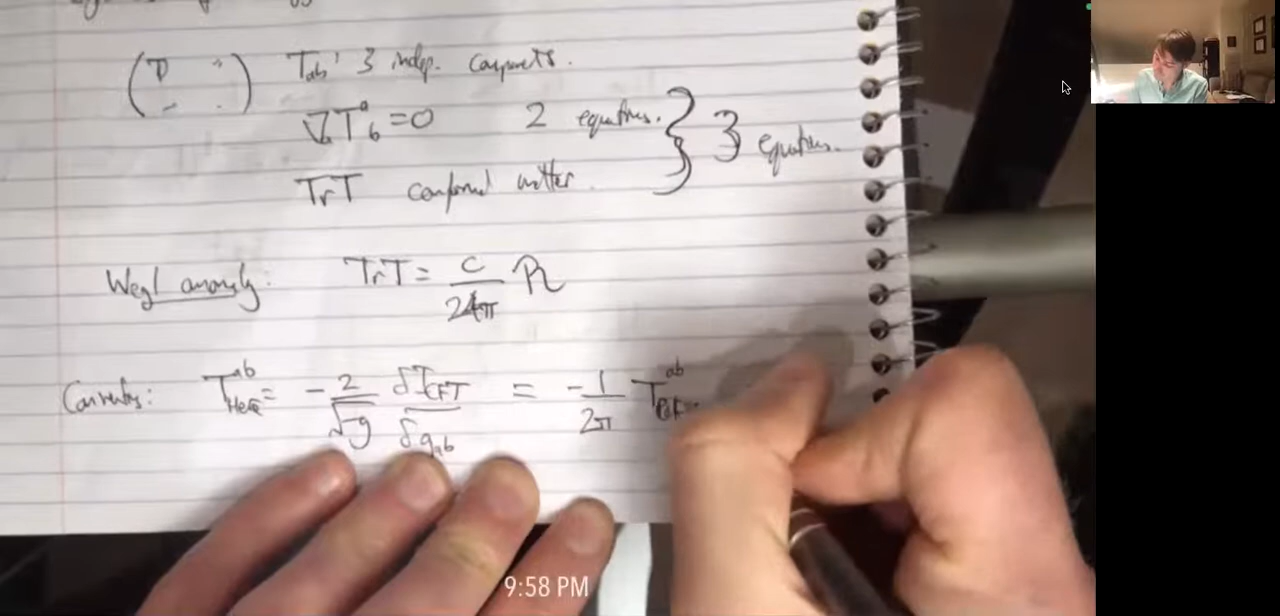 T_ab: 3 indep. components.
∇_a T^a_b = 0 2 equations. } 3 equations.
Tr T conformal matter.
Weyl anomaly: Tr T = c/24π R
Conventions: T^ab_Here = -2/√g δI_CFT/δg_ab = -1/2π T^ab
9:58 PM